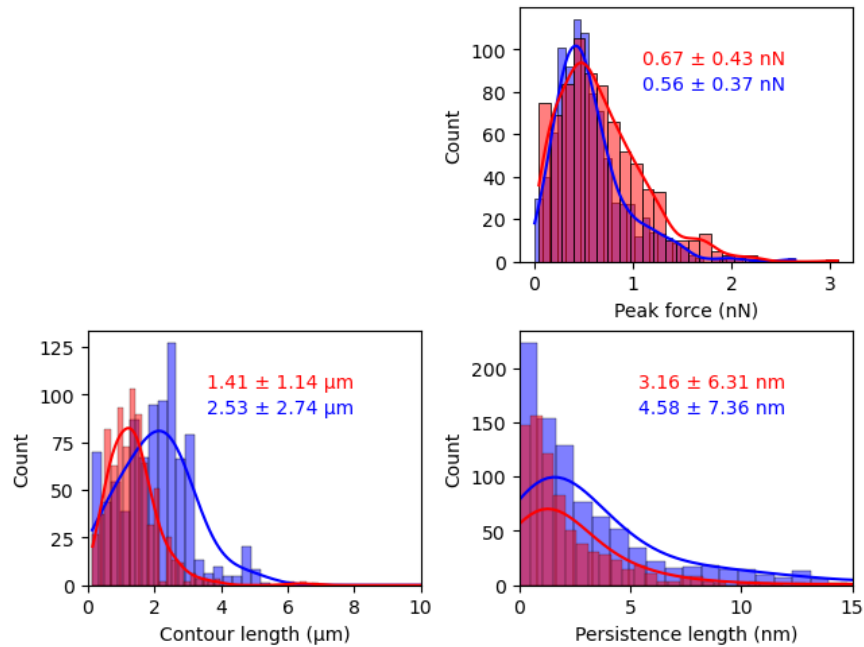 100
80
60
40
20
0
Count
0.67 ± 0.43 nN
0.56 ± 0.37 nN
0 1 2 3
Peak force (nN)
125
100
75
50
25
0
Count
1.41 ± 1.14 μm
2.53 ± 2.74 μm
0 2 4 6 8 10
Contour length (μm)
200
150
100
50
0
Count
3.16 ± 6.31 nm
4.58 ± 7.36 nm
0 5 10 15
Persistence length (nm)